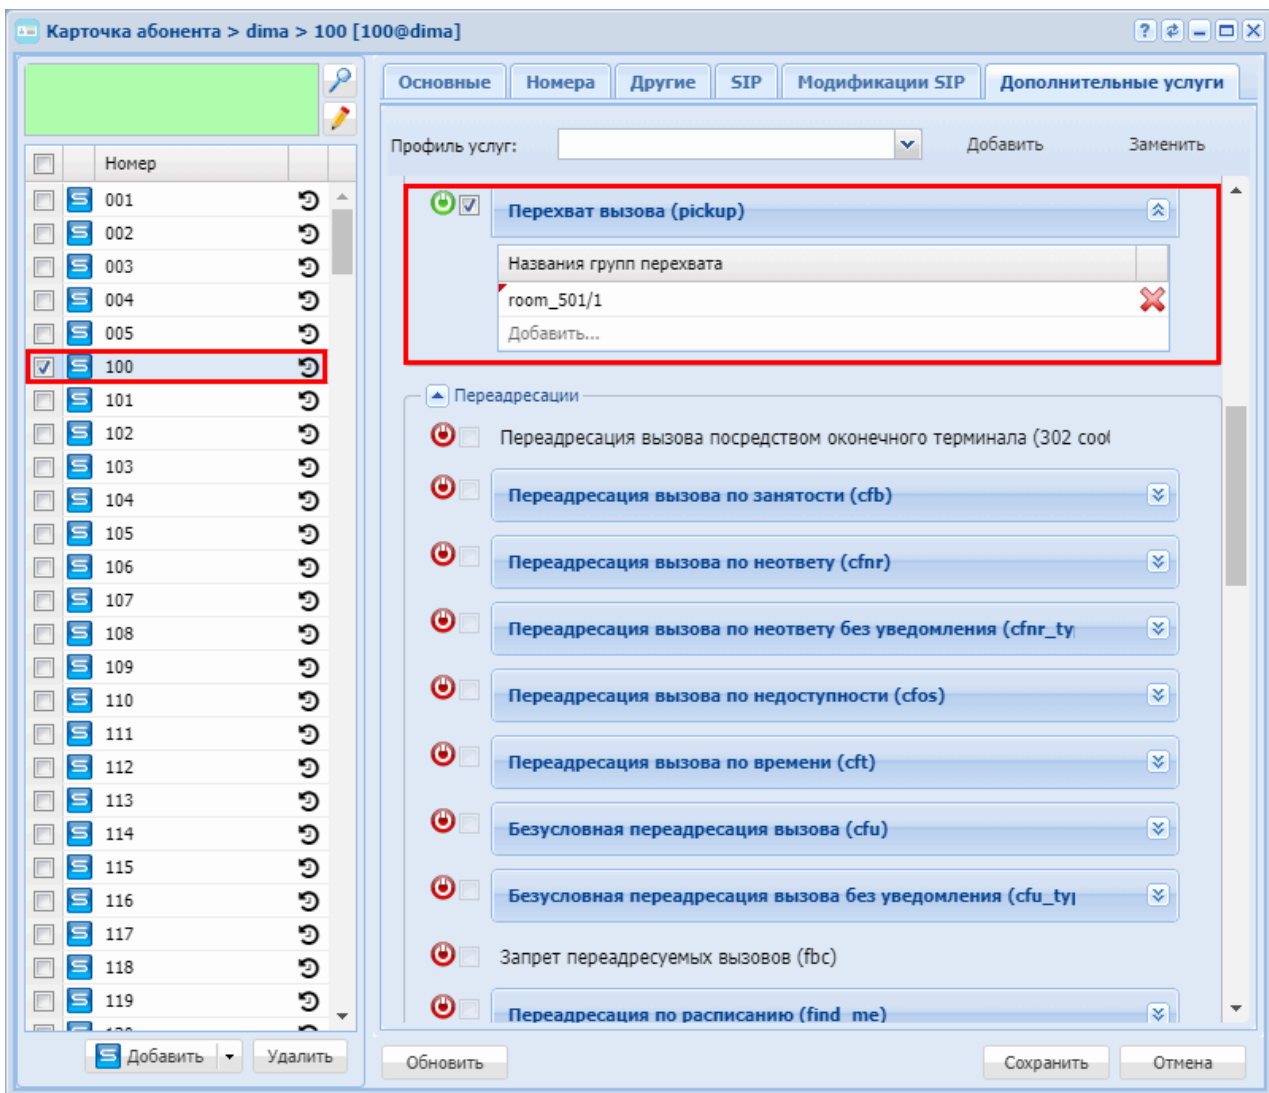 Карточка абонента > dima > 100 [100@dima]
Основные Номера Другие SIP Модификации SIP Дополнительные услуги
Профиль услуг: Добавить Заменить
Номер
001
002
003
004
005
100
101
102
103
104
105
106
107
108
109
110
111
112
113
114
115
116
117
118
119
Добавить Удалить
Перехват вызова (pickup)
Названия групп перехвата
room_501/1
Добавить...
Переадресации
Переадресация вызова посредством оконечного терминала (302
Переадресация вызова по занятости (cfb)
Переадресация вызова по неответу (cfnr)
Переадресация вызова по неответу без уведомления (cfnr_ty
Переадресация вызова по недоступности (cfos)
Переадресация вызова по времени (cft)
Безусловная переадресация вызова (cfu)
Безусловная переадресация вызова без уведомления (cfu_ty
Запрет переадресуемых вызовов (fbc)
Переадресация по расписанию (find_me)
Обновить Сохранить Отмена